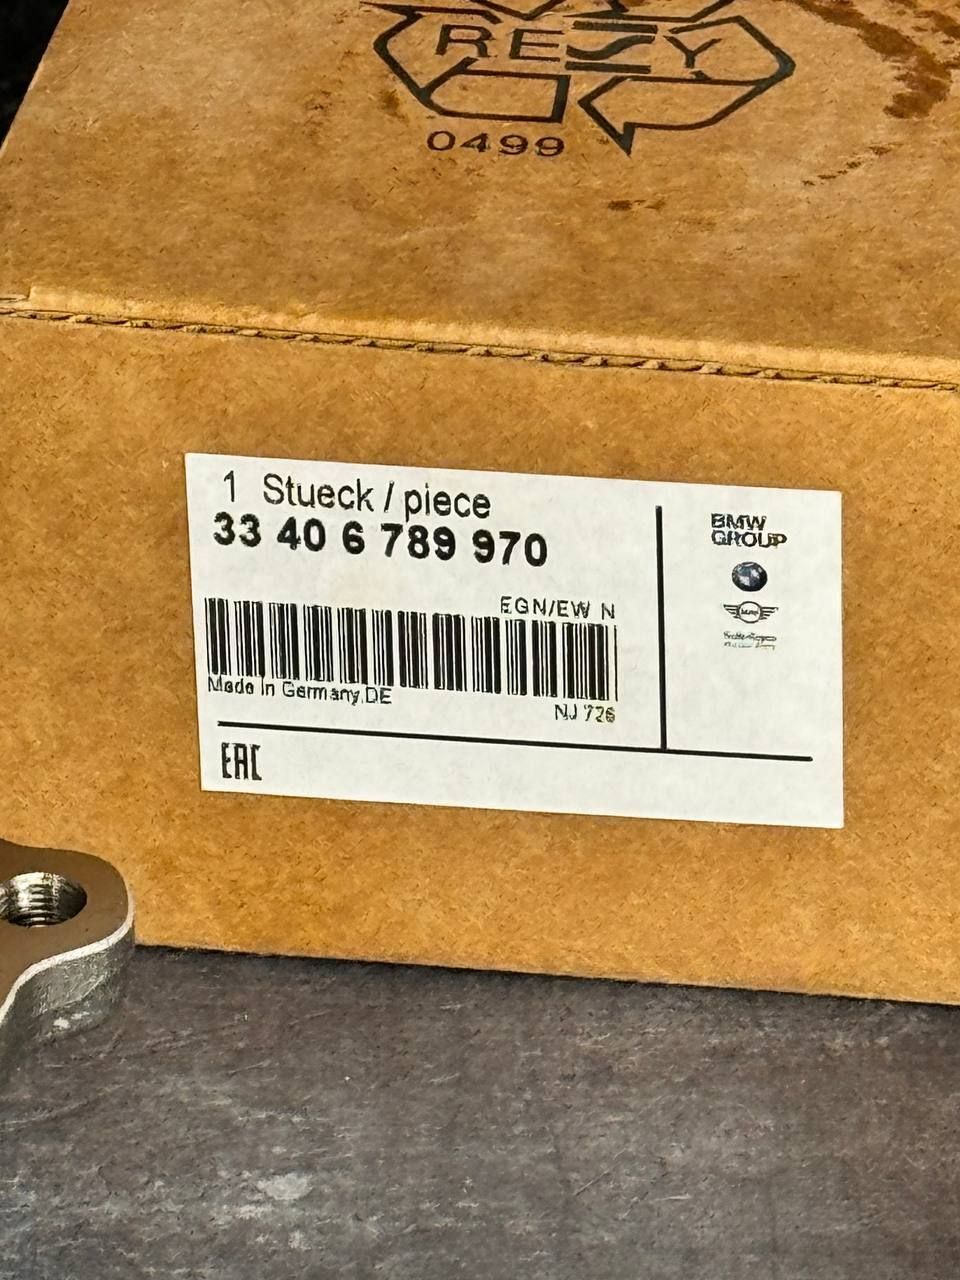 RESY
0499
1 Stueck / piece
33 40 6 789 970
EGN/EW N
Made In Germany,DE
NJ 726
EAC
BMW
GROUP